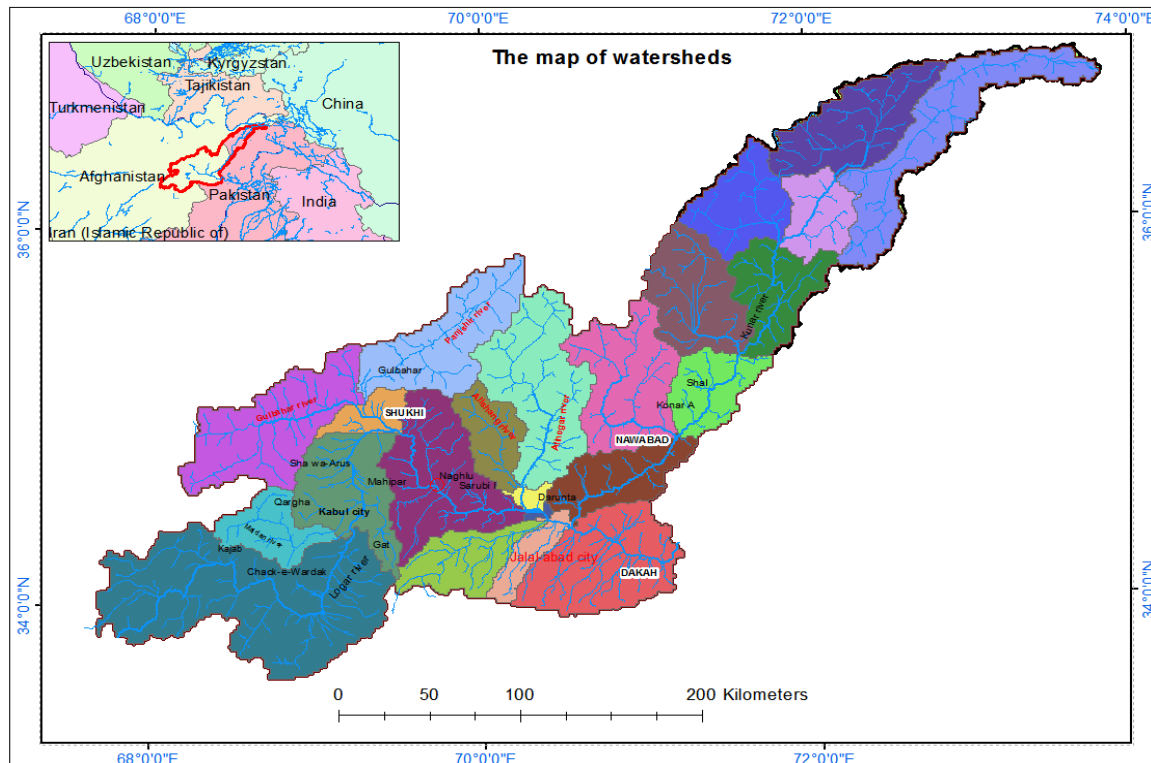 68°0'0"E
70°0'0"E
72°0'0"E
74°0'0"E
The map of watersheds
Uzbekistan
Kyrgyzstan
Tajikistan
China
Turkmenistan
Afghanistan
Pakistan
India
Iran (Islamic Republic of)
36°0'0"N
36°0'0"N
Panjshir river
Kunar river
Gulbahar
Shal
Gulbahar river
SHUKHI
Alishang river
Konar A
NAWABAD
Sha wa-Arus
Mahipar
Naghlu
Sarubi I
Qargha
Darunta
Kabul city
Kajab
Gat
Jalal-abad city
Chack-e-Wardak
Logar river
DAKAH
34°0'0"N
34°0'0"N
0 50 100 200 Kilometers
68°0'0"E
70°0'0"E
72°0'0"E